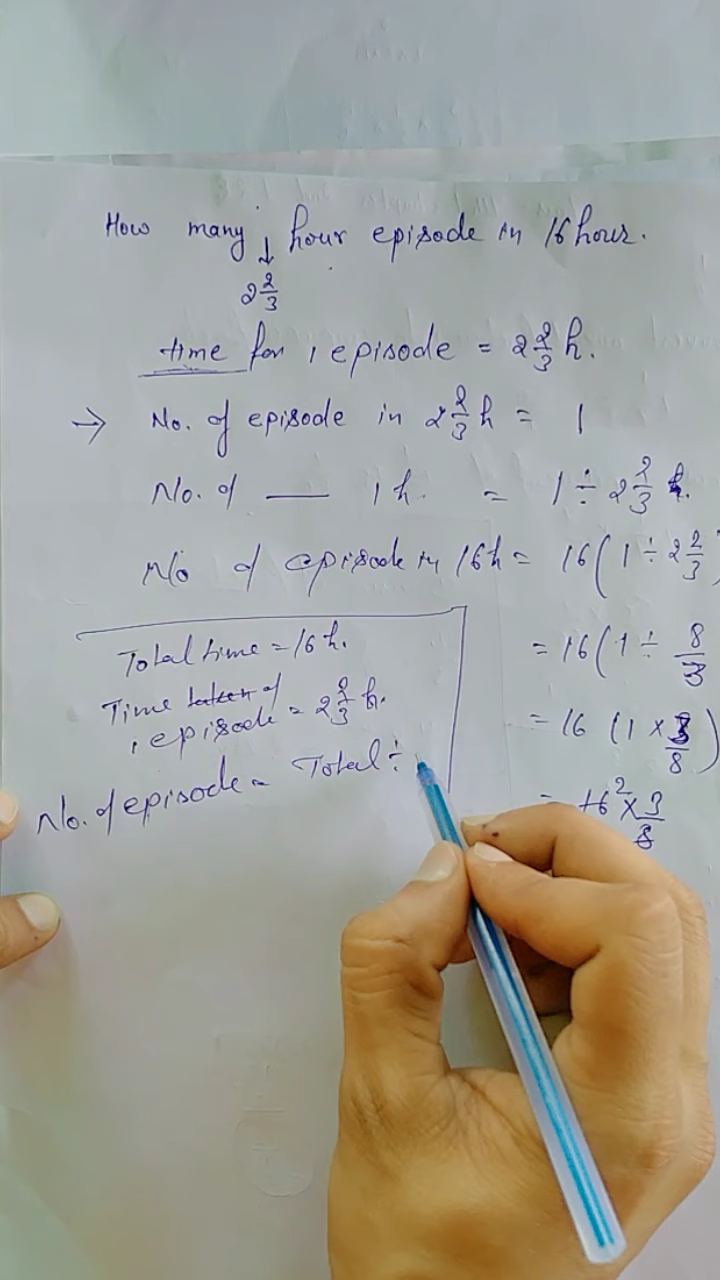 How many hour episode in 16 hour.
↓
2 2/3
time for 1 episode = 2 2/3 h.
→ No. of episode in 2 2/3 h = 1
No. of — 1 h. = 1 ÷ 2 2/3
No of episode in 16h = 16(1 ÷ 2 2/3
= 16(1 ÷ 8/3
= 16 (1 × 3/8)
= 16 2 × 3/8
Total time = 16 h.
Time taken of
1 episode = 2 2/3 h.
No. of episode = Total ÷